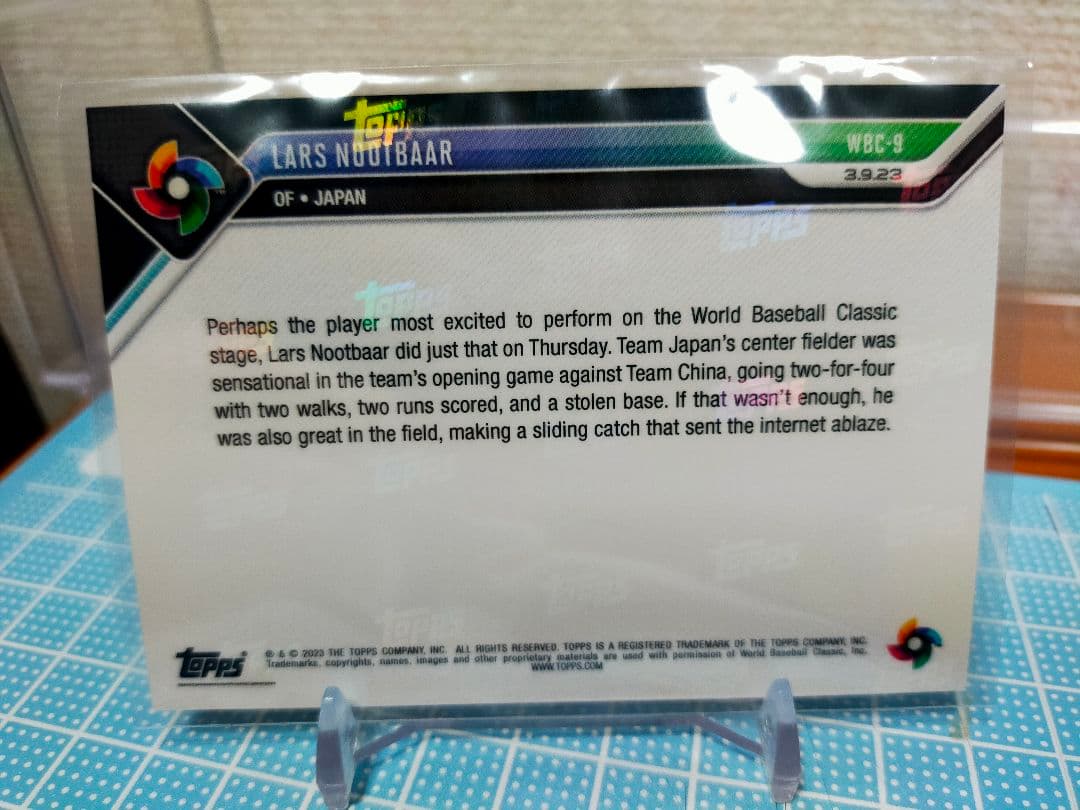 Topps
LARS NOOTBAAR
WBC-9
3.9.23
OF • JAPAN
Topps
Topps
Perhaps the player most excited to perform on the World Baseball Classic
stage, Lars Nootbaar did just that on Thursday. Team Japan's center fielder was
sensational in the team's opening game against Team China, going two-for-four
with two walks, two runs scored, and a stolen base. If that wasn't enough, he
was also great in the field, making a sliding catch that sent the internet ablaze.
Topps
Topps
Topps
Topps
TOPPS
® & © 2023 THE TOPPS COMPANY, INC. ALL RIGHTS RESERVED. TOPPS IS A REGISTERED TRADEMARK OF THE TOPPS COMPANY, INC.
Trademarks, copyrights, names, images and other proprietary materials are used with permission of World Baseball Classic, Inc.
WWW.TOPPS.COM